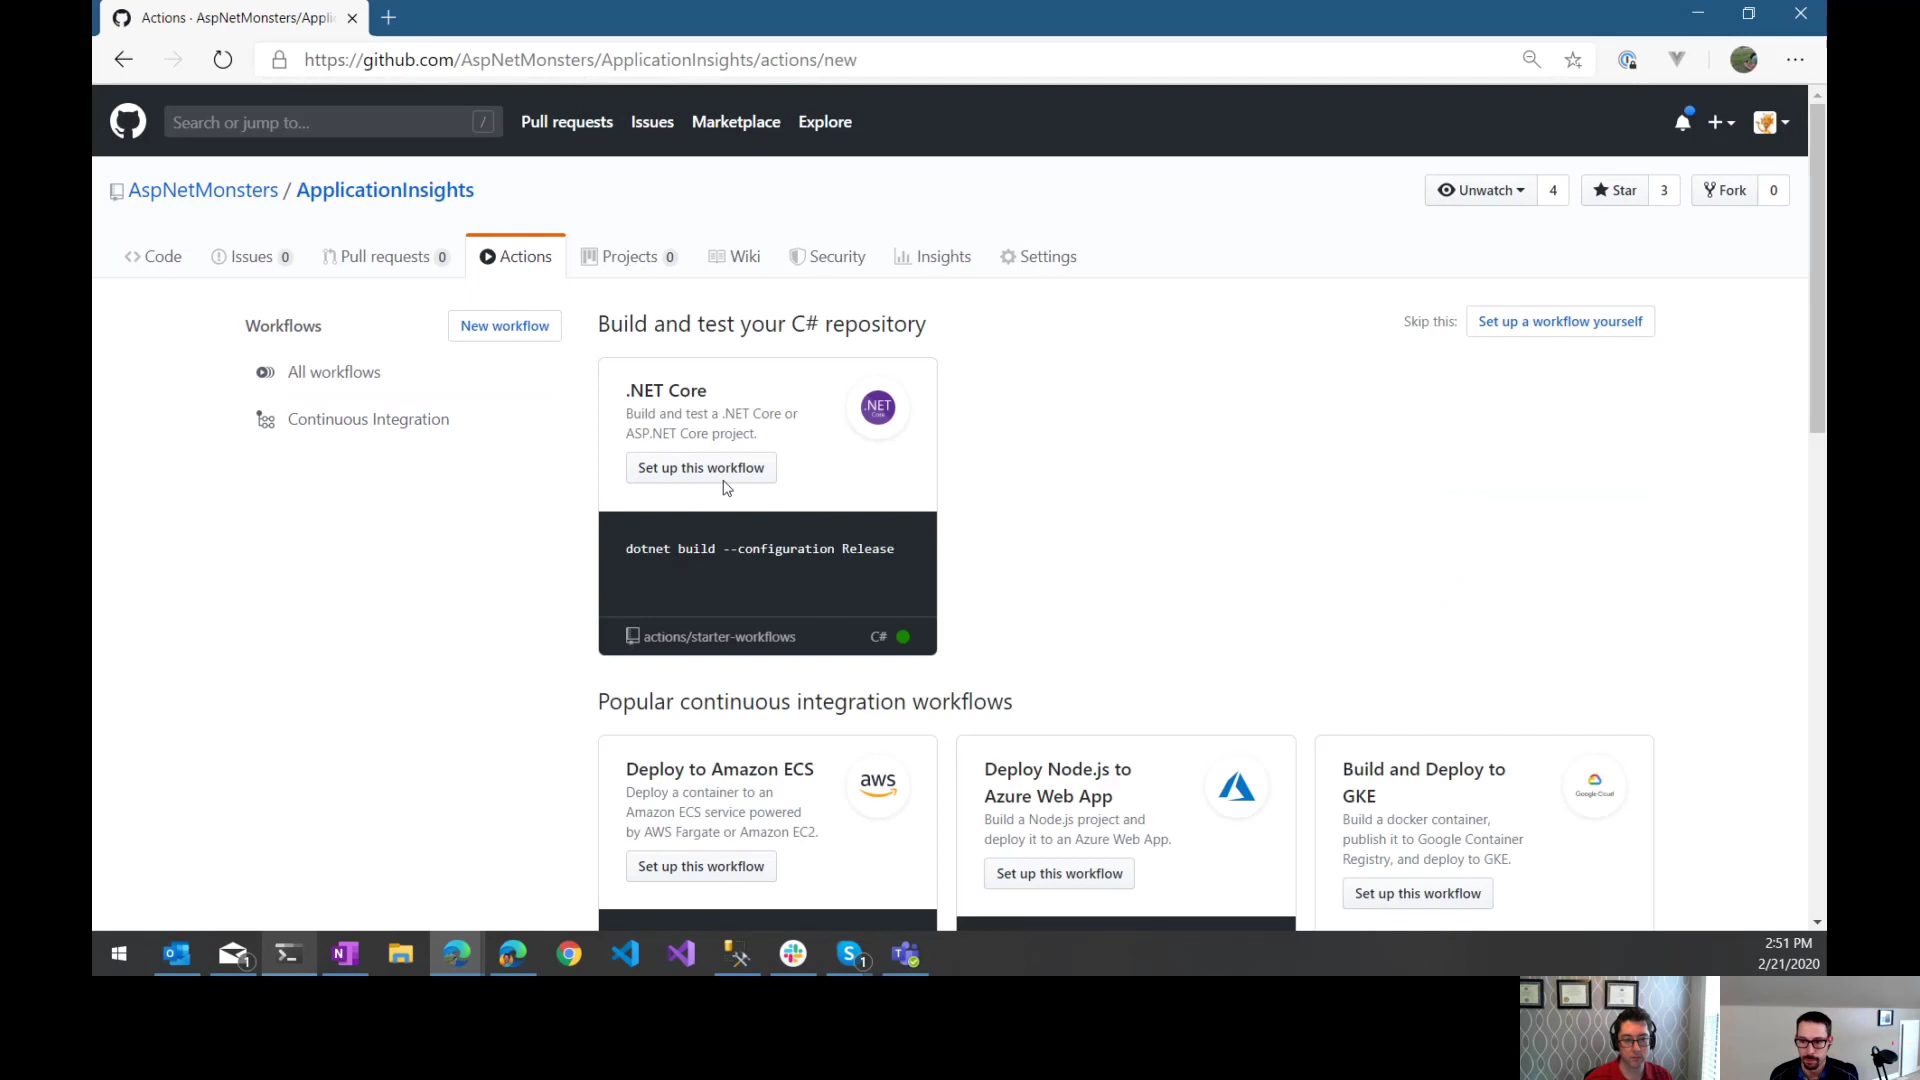 Actions · AspNetMonsters/Applic
https://github.com/AspNetMonsters/ApplicationInsights/actions/new
Search or jump to... /
Pull requests Issues Marketplace Explore
AspNetMonsters / ApplicationInsights
Unwatch 4 Star 3 Fork 0
Code Issues 0 Pull requests 0 Actions Projects 0 Wiki Security Insights Settings
Workflows New workflow
All workflows
Continuous Integration
Build and test your C# repository
Skip this: Set up a workflow yourself
.NET Core
Build and test a .NET Core or
ASP.NET Core project.
.NET
Core
Set up this workflow
dotnet build --configuration Release
actions/starter-workflows C#
Popular continuous integration workflows
Deploy to Amazon ECS
Deploy a container to an
Amazon ECS service powered
by AWS Fargate or Amazon EC2.
aws
Set up this workflow
Deploy Node.js to
Azure Web App
Build a Node.js project and
deploy it to an Azure Web App.
Set up this workflow
Build and Deploy to
GKE
Build a docker container,
publish it to Google Container
Registry, and deploy to GKE.
Google Cloud
Set up this workflow
1
1
2:51 PM
2/21/2020